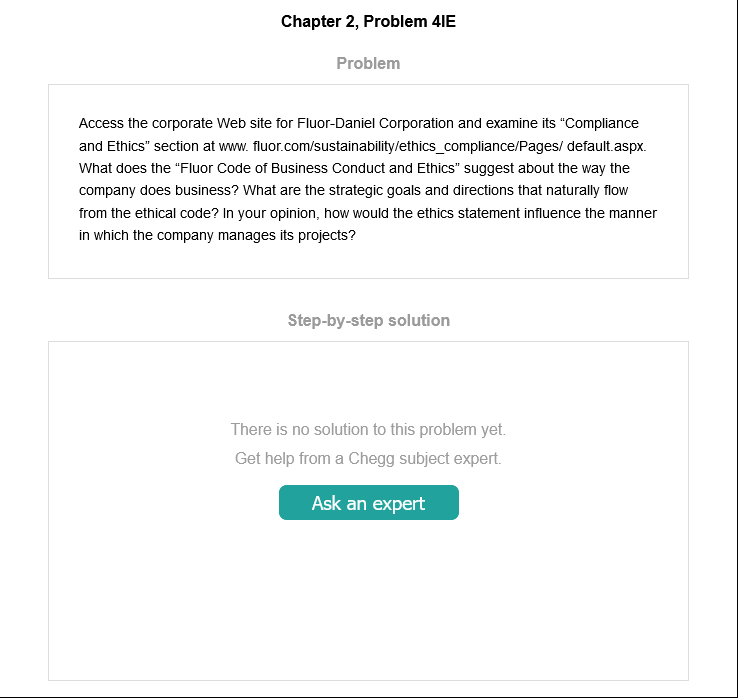 Chapter 2, Problem 4IE
Problem
Access the corporate Web site for Fluor-Daniel Corporation and examine its “Compliance
and Ethics” section at www. fluor.com/sustainability/ethics_compliance/Pages/ default.aspx.
What does the “Fluor Code of Business Conduct and Ethics” suggest about the way the
company does business? What are the strategic goals and directions that naturally flow
from the ethical code? In your opinion, how would the ethics statement influence the manner
in which the company manages its projects?
Step-by-step solution
There is no solution to this problem yet.
Get help from a Chegg subject expert.
Ask an expert